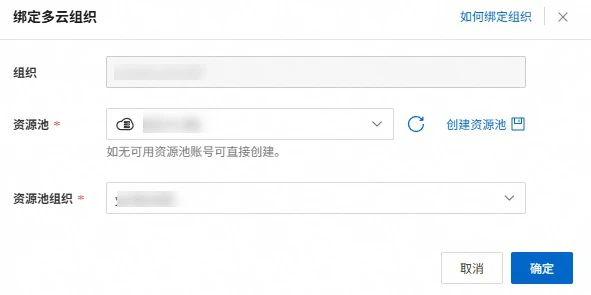 绑定多云组织
如何绑定组织
组织
资源池 *
创建资源池
如无可用资源池账号可直接创建。
资源池组织 *
取消
确定